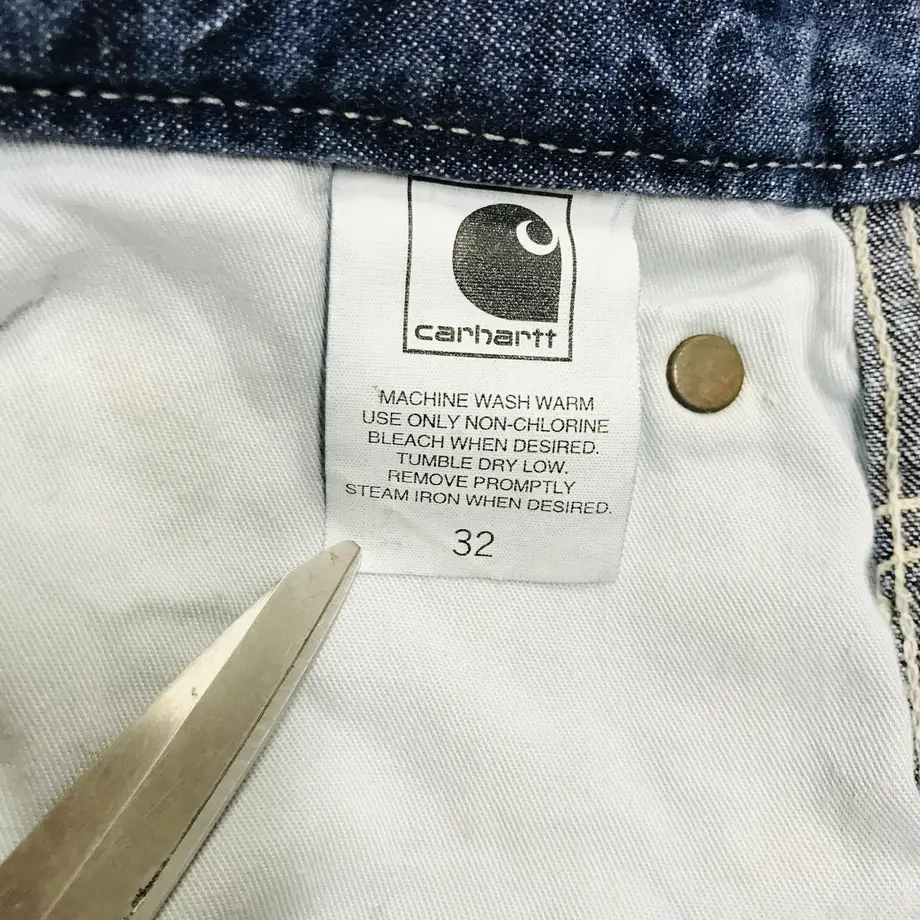 carhartt
MACHINE WASH WARM
USE ONLY NON-CHLORINE
BLEACH WHEN DESIRED.
TUMBLE DRY LOW.
REMOVE PROMPTLY
STEAM IRON WHEN DESIRED.
32